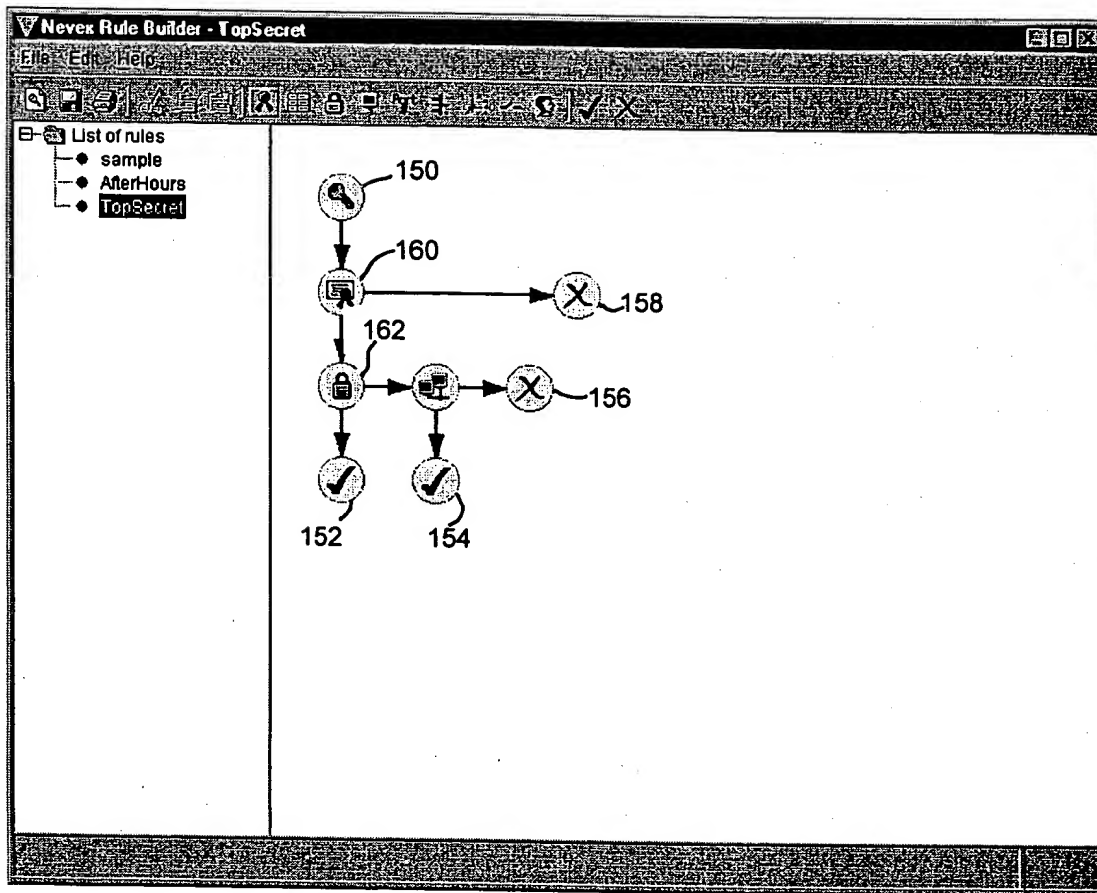 Nevex Rule Builder - TopSecret
File Edit Help
List of rules
sample
AfterHours
TopSecret
150
160
158
162
156
152
154